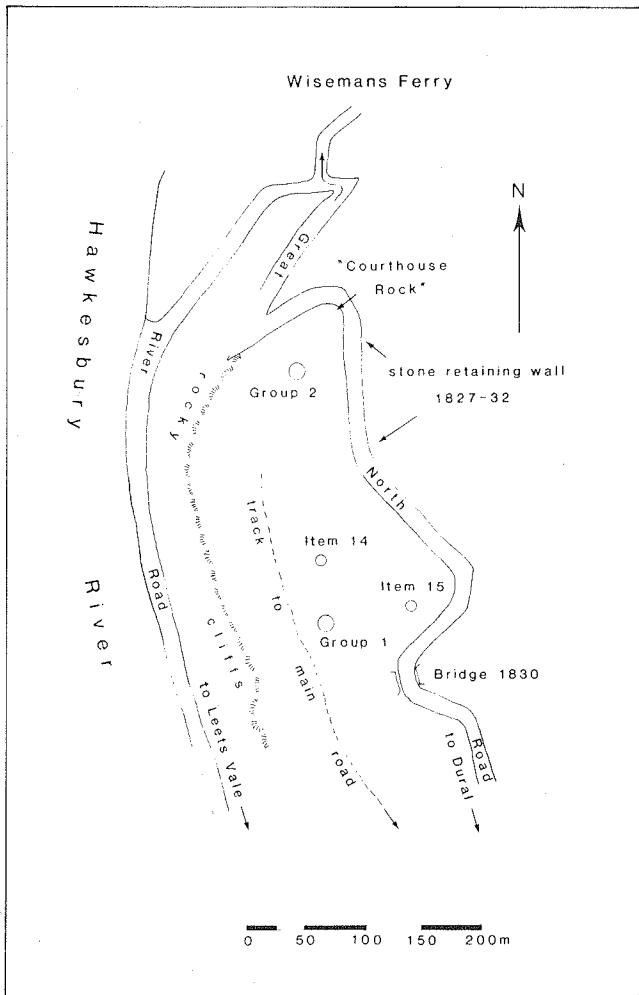 Wisemans Ferry
N
Hawkesbury
River
River
Road
to Leets Vale
Great
"Courthouse
Rock"
stone retaining wall
1827-32
rocky
cliffs
Group 2
North
track
to
main
road
Item 14
Item 15
Group 1
Bridge 1830
Road
to Dural
0 50 100 150 200m